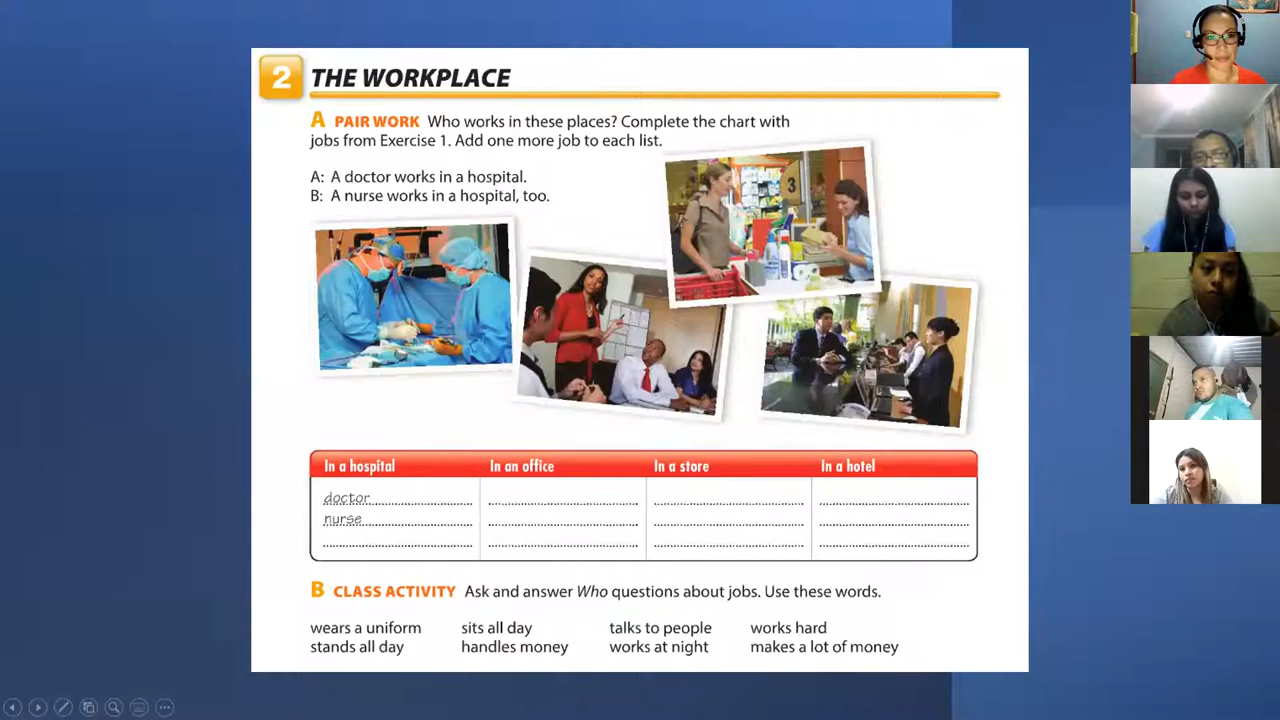 2 THE WORKPLACE
A PAIR WORK Who works in these places? Complete the chart with
jobs from Exercise 1. Add one more job to each list.
A: A doctor works in a hospital.
B: A nurse works in a hospital, too.
3
In a hospital In an office In a store In a hotel
doctor
nurse
B CLASS ACTIVITY Ask and answer Who questions about jobs. Use these words.
wears a uniform sits all day talks to people works hard
stands all day handles money works at night makes a lot of money